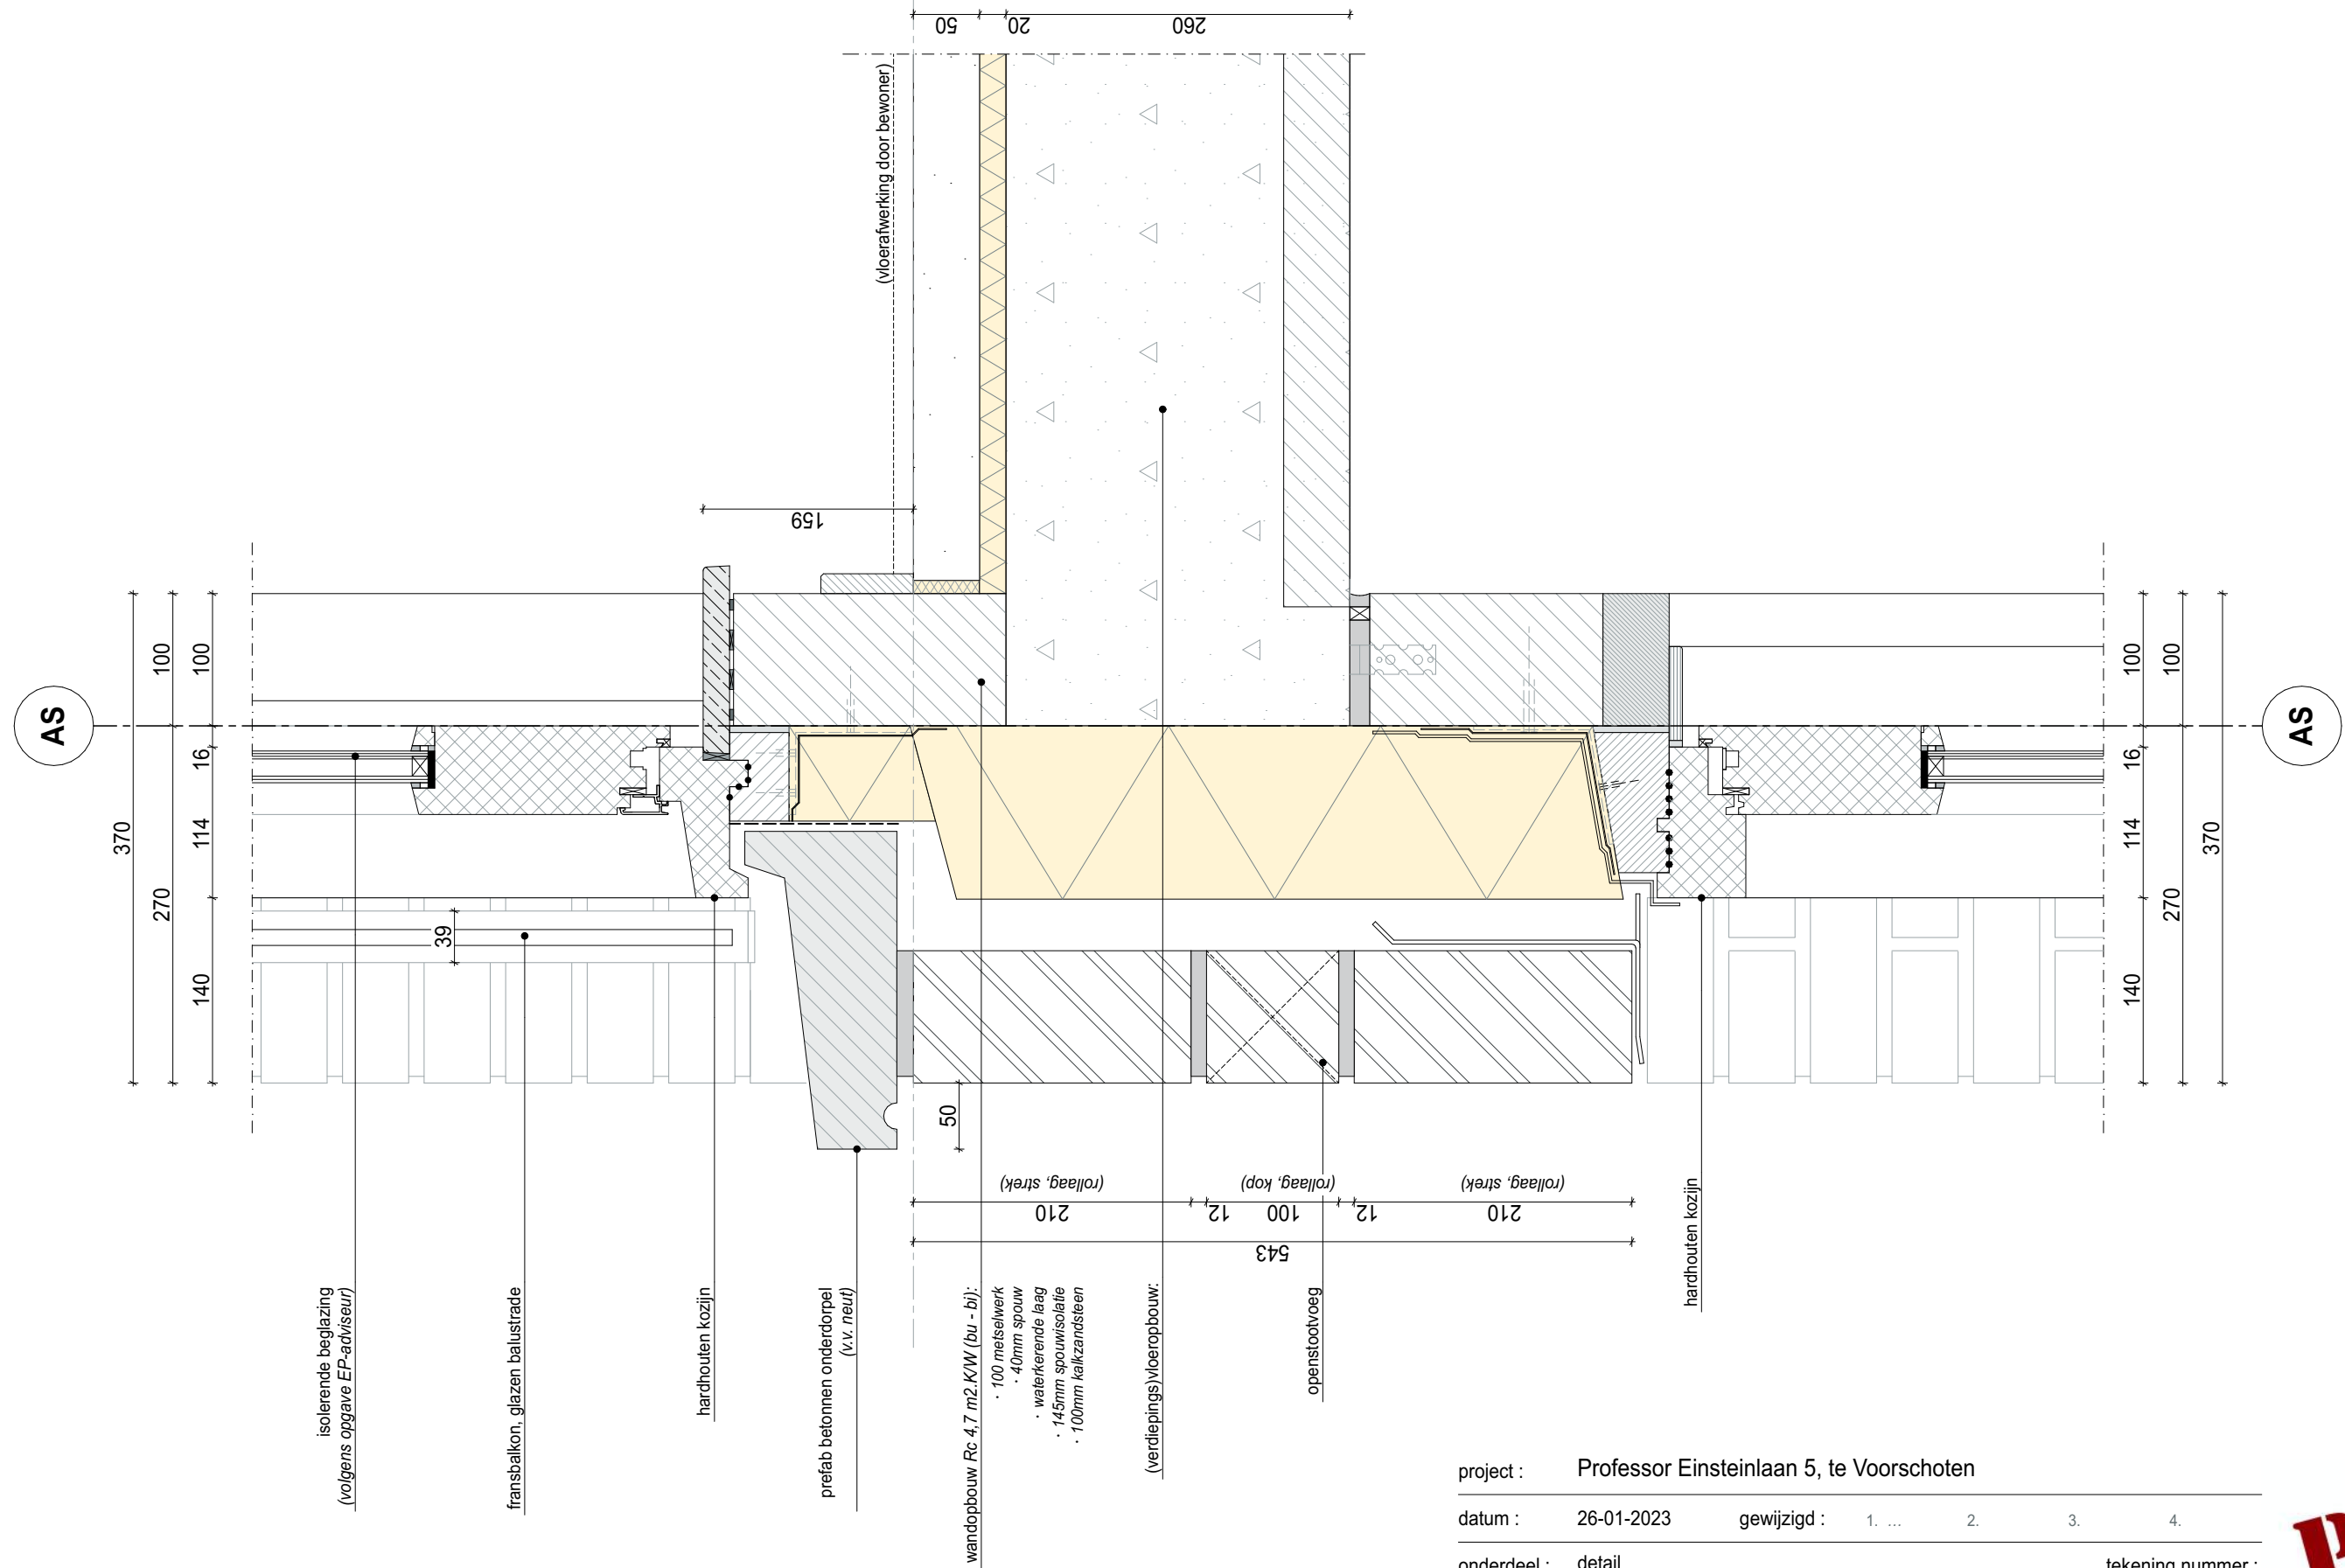 50
20
260
(vloerafwerking door bewoner)
159
AS
AS
370
100
270
100
16
114
140
39
100
16
114
140
100
270
370
50
(rollaag, strek)
(rollaag, kop)
(rollaag, strek)
210
12
100
12
210
543
isolerende beglazing
(volgens opgave EP-adviseur)
fransbalkon, glazen balustrade
hardhouten kozijn
prefab betonnen onderdorpel
(v.v. neut)
wandopbouw Rc 4,7 m2.K/W (bu - bi):
· 100 metselwerk
· 40mm spouw
· waterkerende laag
· 145mm spouwisolatie
· 100mm kalkzandsteen
(verdiepings)vloeropbouw:
openstootvoeg
hardhouten kozijn
project : Professor Einsteinlaan 5, te Voorschoten
datum : 26-01-2023 gewijzigd : 1. ... 2. 3. 4.
onderdeel : detail tekening nummer :